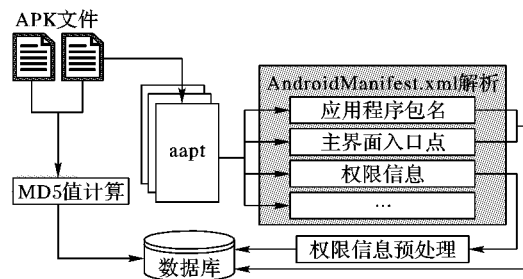 APK文件
AndroidManifest.xml解析
应用程序包名
aapt
主界面入口点
权限信息
MD5值计算
…
权限信息预处理
数据库